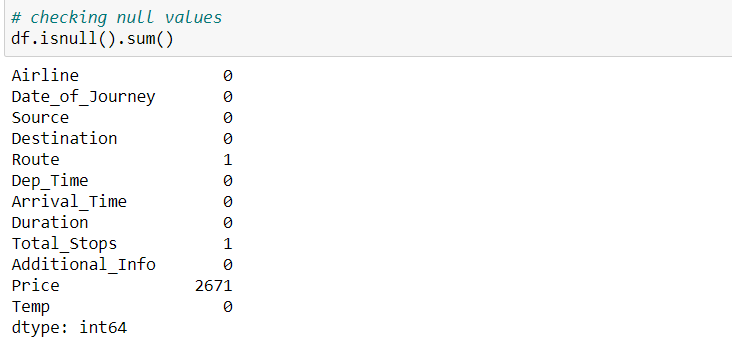 # checking null values
df.isnull().sum()
Airline 0
Date_of_Journey 0
Source 0
Destination 0
Route 1
Dep_Time 0
Arrival_Time 0
Duration 0
Total_Stops 1
Additional_Info 0
Price 2671
Temp 0
dtype: int64